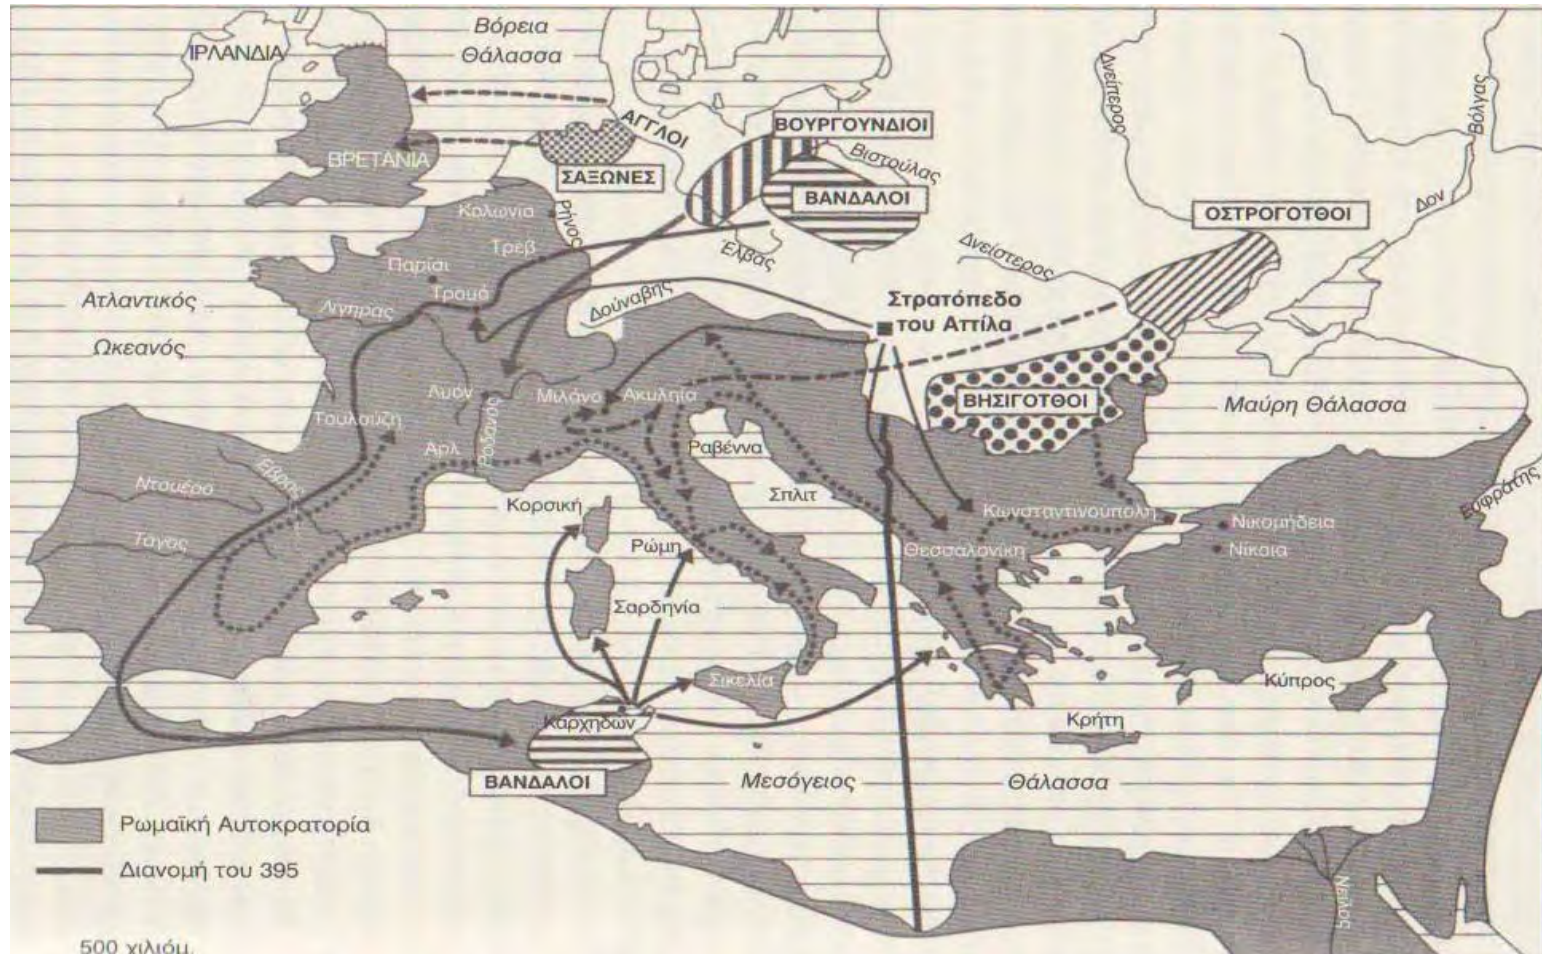 Βόρεια
Θάλασσα
ΙΡΛΑΝΔΙΑ
ΒΡΕΤΑΝΙΑ
ΑΓΓΛΟΙ
ΣΑΞΩΝΕΣ
ΒΟΥΡΓΟΥΝΔΙΟΙ
Βιστούλας
ΒΑΝΔΑΛΟΙ
Δνείπερος
Βόλγας
Δον
ΟΣΤΡΟΓΟΤΘΟΙ
Κολωνία
Ρήνος
Τρεβ
Έλβας
Δνείστερος
Παρίσι
Τρουά
Ατλαντικός
Ωκεανός
Λίγηρας
Δούναβης
Στρατόπεδο
του Αττίλα
Λυόν
Μιλάνο
Ακυληία
ΒΗΣΙΓΟΤΘΟΙ
Μαύρη Θάλασσα
Τουλούζη
Αρλ
Ροδανός
Ραβέννα
Ντουέρο
Έβρος
Τάγος
Κορσική
Σπλιτ
Ευφράτης
Κωνσταντινούπολη
Νικομήδεια
Νίκαια
Ρώμη
Θεσσαλονίκη
Σαρδηνία
Σικελία
Κύπρος
Καρχηδών
Κρήτη
ΒΑΝΔΑΛΟΙ
Μεσόγειος
Θάλασσα
Ρωμαϊκή Αυτοκρατορία
Διανομή του 395
Νείλος
500 χιλιόμ.